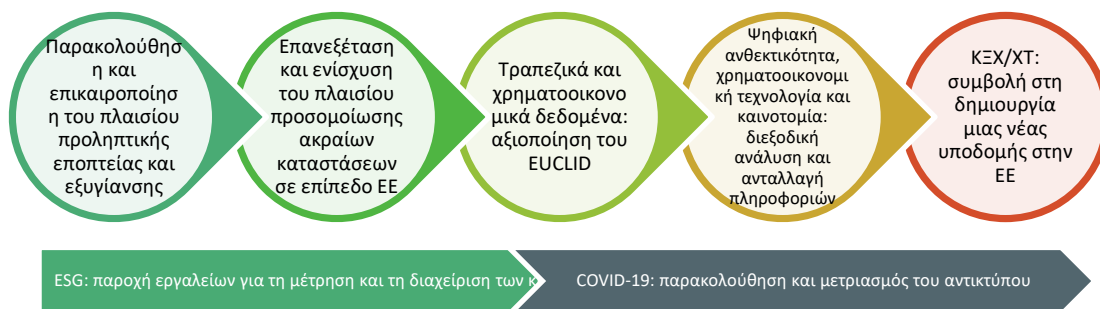 Παρακολούθησ
η και
επικαιροποίησ
η του πλαισίου
προληπτικής
εποπτείας και
εξυγίανσης
Επανεξέταση
και ενίσχυση
του πλαισίου
προσομοίωσης
ακραίων
καταστάσεων
σε επίπεδο ΕΕ
Τραπεζικά και
χρηματοοικονο
μικά δεδομένα:
αξιοποίηση του
EUCLID
Ψηφιακή
ανθεκτικότητα,
χρηματοοικονομι
κή τεχνολογία και
καινοτομία:
διεξοδική
ανάλυση και
ανταλλαγή
πληροφοριών
ΚΞΧ/ΧΤ:
συμβολή στη
δημιουργία
μιας νέας
υποδομής στην
ΕΕ
ESG: παροχή εργαλείων για τη μέτρηση και τη διαχείριση των
COVID-19: παρακολούθηση και μετριασμός του αντικτύπου